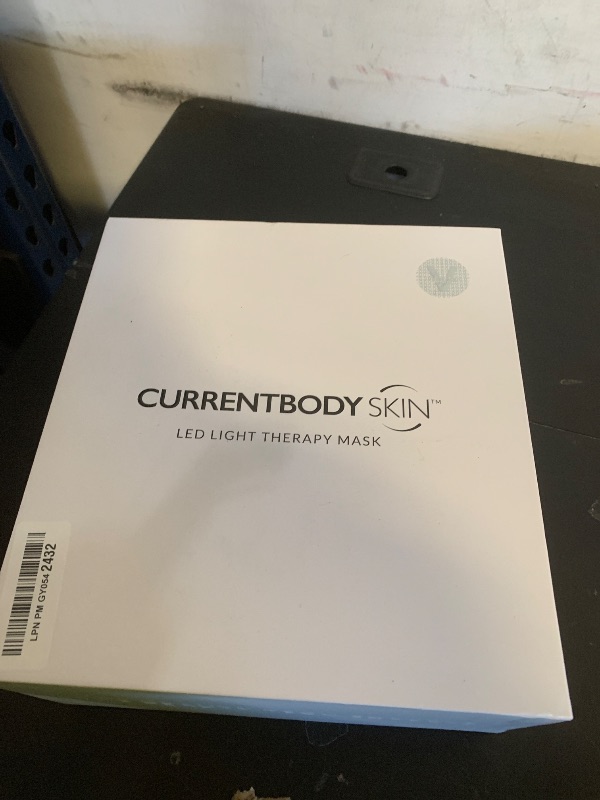 V
CURRENTBODY SKIN™
LED LIGHT THERAPY MASK
LPN PM GY054 2432